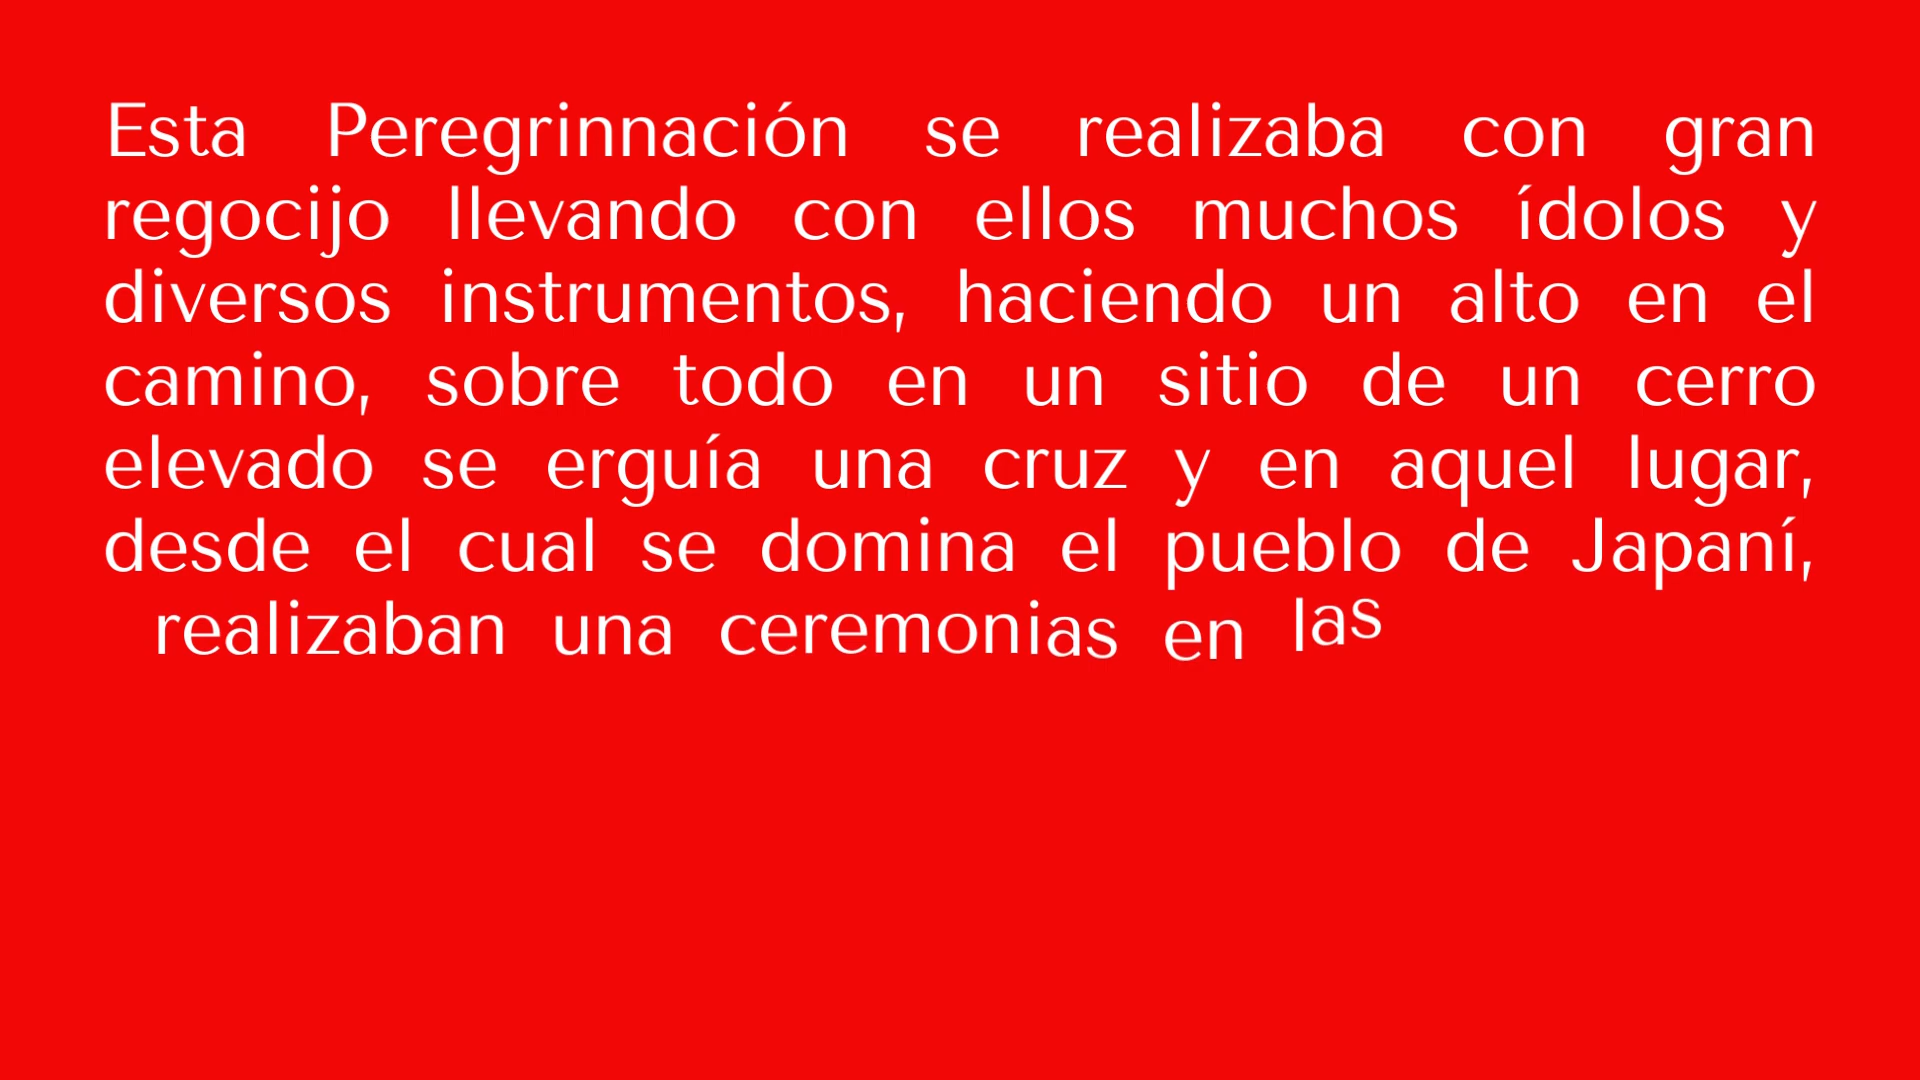 Esta Peregrinnación se realizaba con gran
regocijo llevando con ellos muchos ídolos y
diversos instrumentos, haciendo un alto en el
camino, sobre todo en un sitio de un cerro
elevado se erguía una cruz y en aquel lugar,
desde el cual se domina el pueblo de Japaní,
realizaban una ceremonias en las